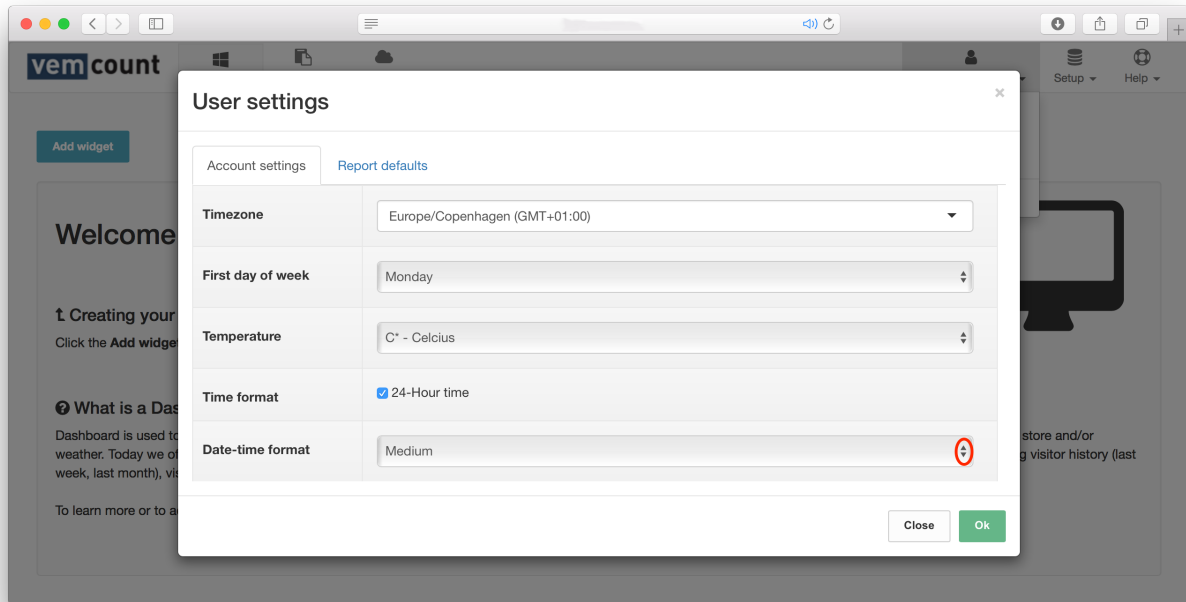 vemcount
Setup
Help
Add widget
User settings
×
Account settings
Report defaults
Timezone
Europe/Copenhagen (GMT+01:00)
First day of week
Monday
Temperature
C* - Celcius
Time format
24-Hour time
Date-time format
Medium
Close
Ok
Welcome
Creating your
Click the Add widge
What is a Das
Dashboard is used to
store and/or
weather. Today we of
g visitor history (last
week, last month), vis
To learn more or to a